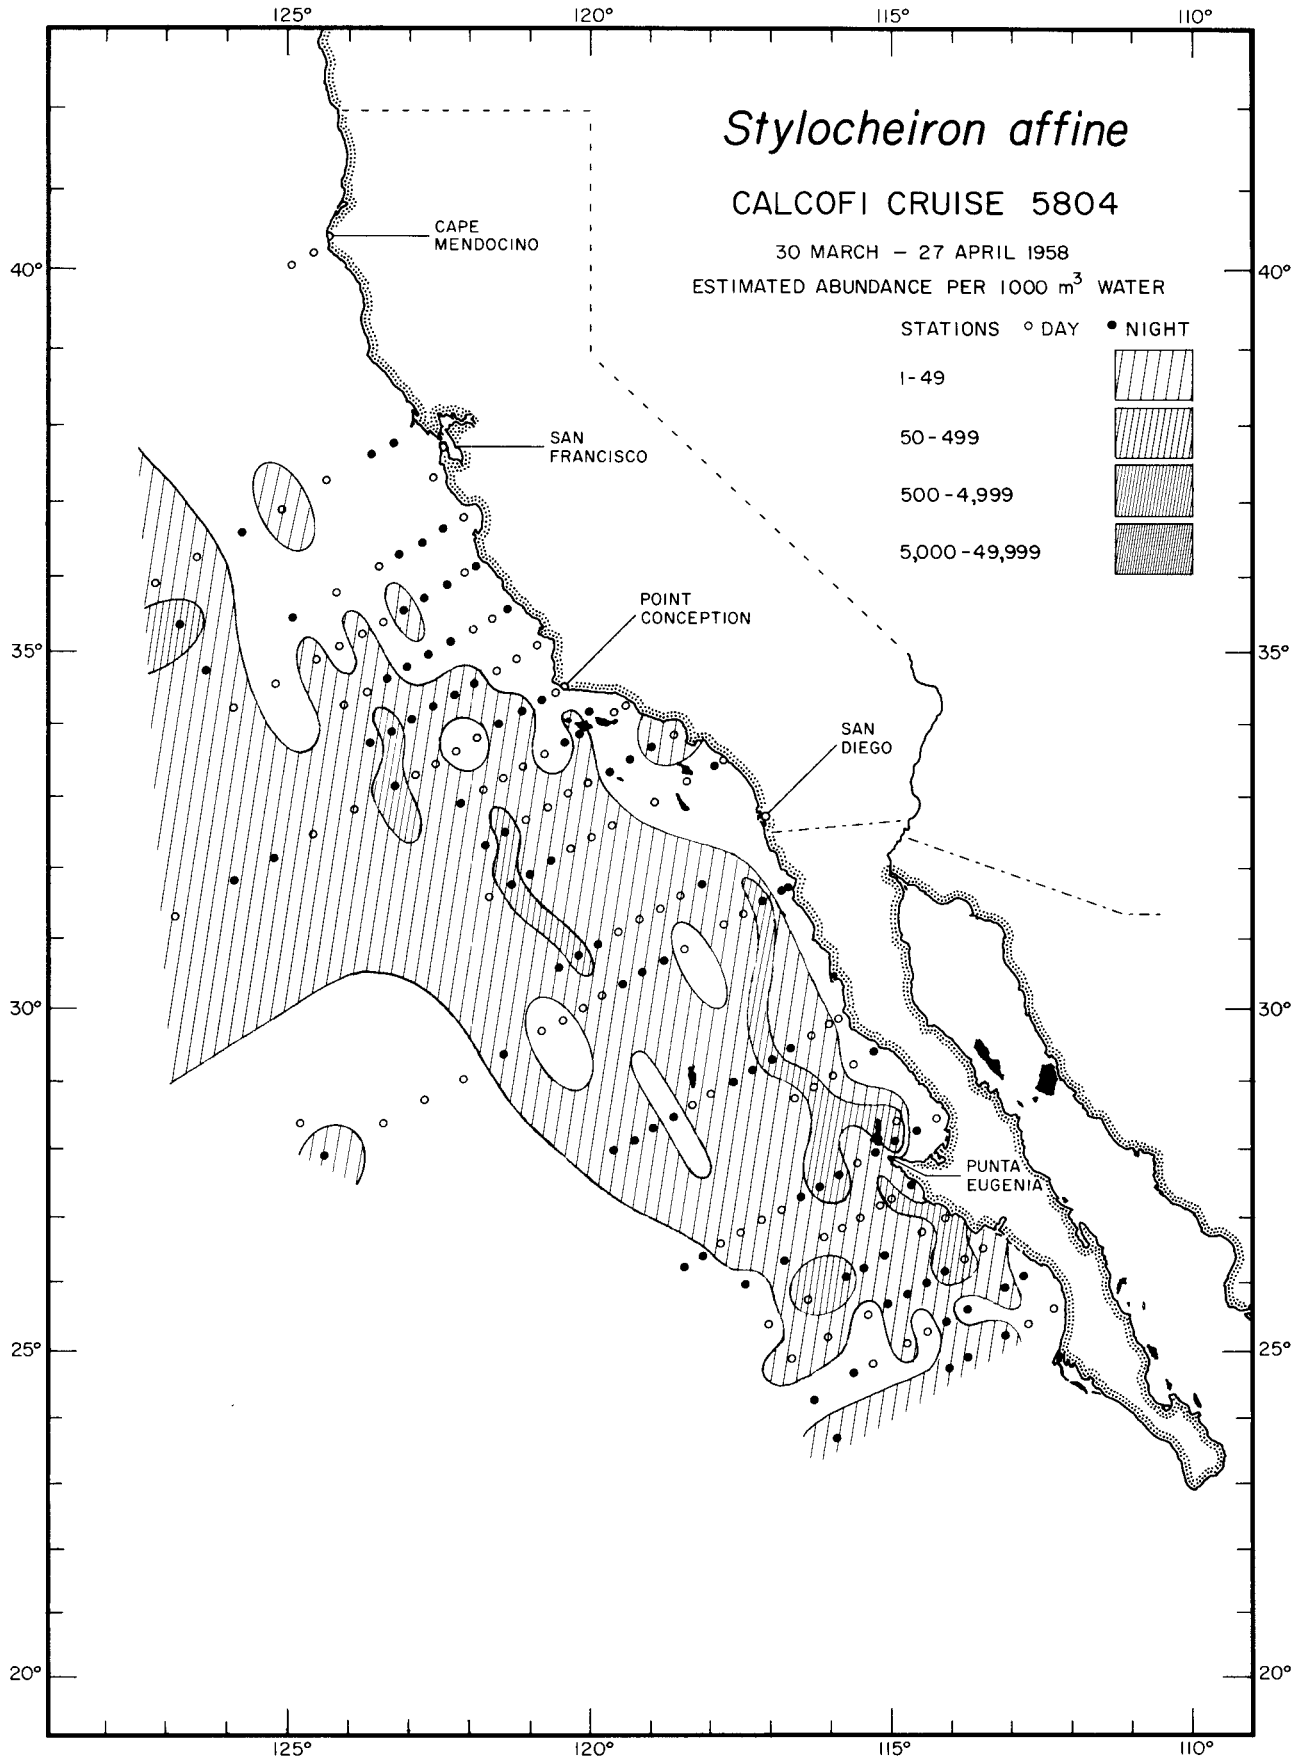 125° 120° 115° 110°
Stylocheiron affine
CALCOFI CRUISE 5804
30 MARCH – 27 APRIL 1958
ESTIMATED ABUNDANCE PER 1000 m³ WATER
STATIONS ○ DAY ● NIGHT
1-49
50-499
500-4,999
5,000-49,999
CAPE
MENDOCINO
40° 40°
SAN
FRANCISCO
POINT
CONCEPTION
35° 35°
SAN
DIEGO
30° 30°
PUNTA
EUGENIA
25° 25°
20° 20°
125° 120° 115° 110°